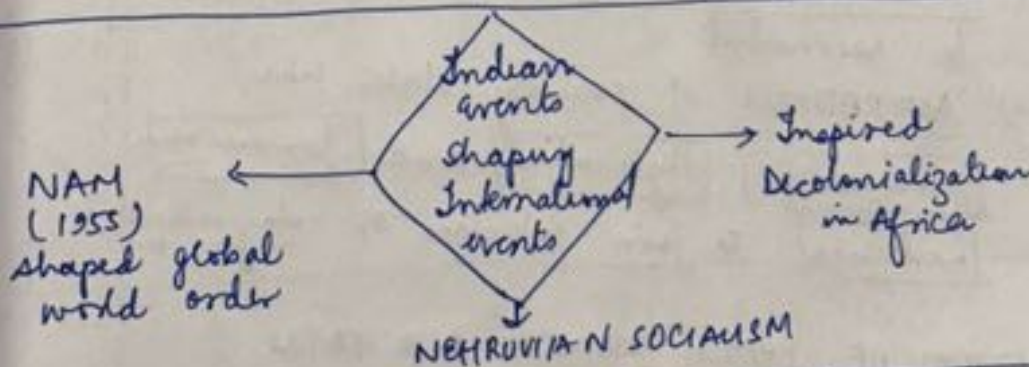 Indian
events
shaping
International
events
NAM
(1955)
shaped global
world order
Inspired
Decolonialization
in Africa
NEHRUVIAN SOCIALISM